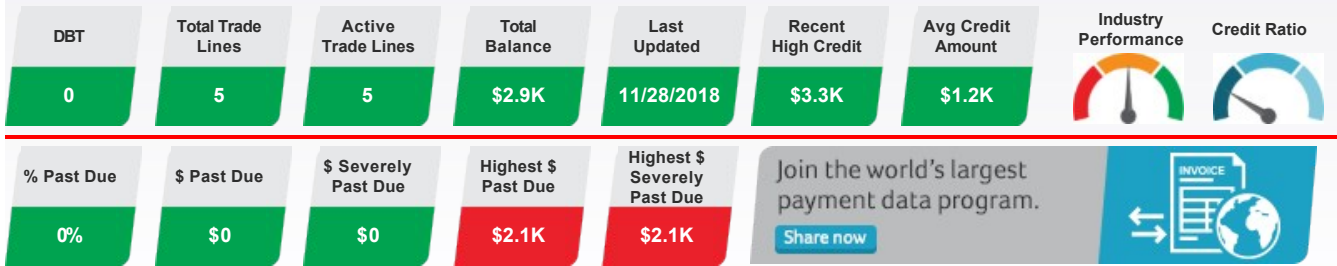 DBT
Total Trade
Lines
Active
Trade Lines
Total
Balance
Last
Updated
Recent
High Credit
Avg Credit
Amount
Industry
Performance
Credit Ratio
0
5
5
$2.9K
11/28/2018
$3.3K
$1.2K
% Past Due
$ Past Due
$ Severely
Past Due
Highest $
Past Due
Highest $
Severely
Past Due
0%
$0
$0
$2.1K
$2.1K
Join the world's largest
payment data program.
Share now
INVOICE